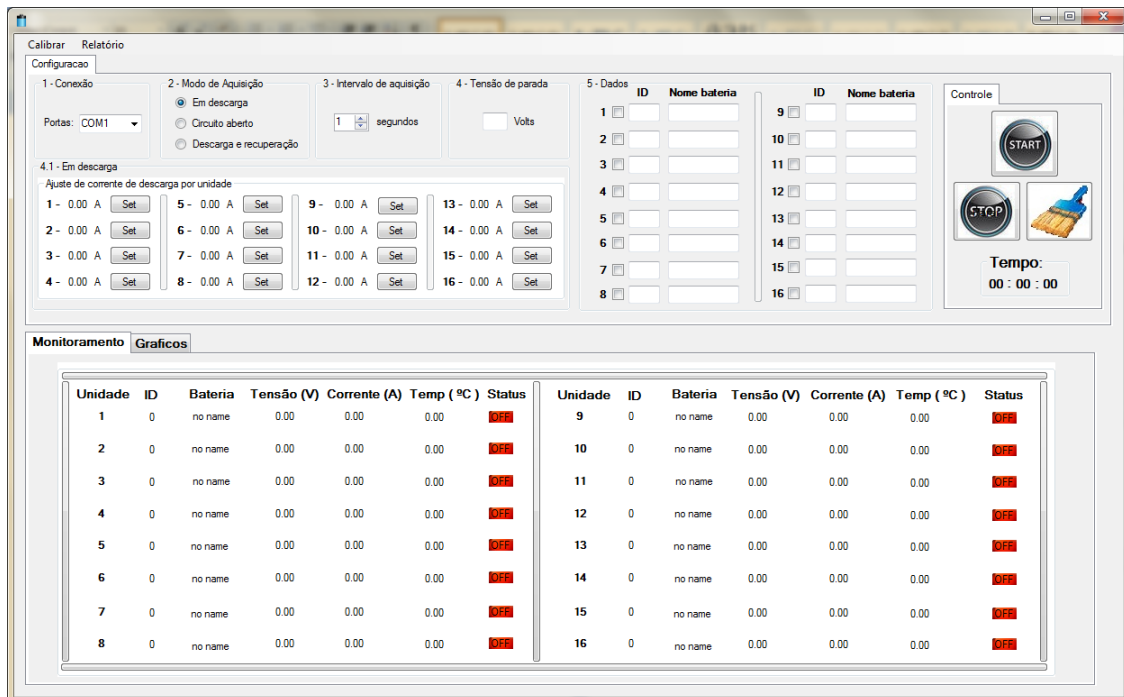 Calibrar Relatório
Configuracao
1 - Conexão
Portas: COM1
2 - Modo de Aquisição
Em descarga
Circuito aberto
Descarga e recuperação
3 - Intervalo de aquisição
1 segundos
4 - Tensão de parada
Volts
4.1 - Em descarga
Ajuste de corrente de descarga por unidade
1 - 0.00 A Set 5 - 0.00 A Set 9 - 0.00 A Set 13 - 0.00 A Set
2 - 0.00 A Set 6 - 0.00 A Set 10 - 0.00 A Set 14 - 0.00 A Set
3 - 0.00 A Set 7 - 0.00 A Set 11 - 0.00 A Set 15 - 0.00 A Set
4 - 0.00 A Set 8 - 0.00 A Set 12 - 0.00 A Set 16 - 0.00 A Set
5 - Dados
ID Nome bateria ID Nome bateria
1 9
2 10
3 11
4 12
5 13
6 14
7 15
8 16
Controle
START
STOP
Tempo:
00 : 00 : 00
Monitoramento Graficos
Unidade ID Bateria Tensão (V) Corrente (A) Temp ( ºC ) Status Unidade ID Bateria Tensão (V) Corrente (A) Temp ( ºC ) Status
1 0 no name 0.00 0.00 0.00 OFF 9 0 no name 0.00 0.00 0.00 OFF
2 0 no name 0.00 0.00 0.00 OFF 10 0 no name 0.00 0.00 0.00 OFF
3 0 no name 0.00 0.00 0.00 OFF 11 0 no name 0.00 0.00 0.00 OFF
4 0 no name 0.00 0.00 0.00 OFF 12 0 no name 0.00 0.00 0.00 OFF
5 0 no name 0.00 0.00 0.00 OFF 13 0 no name 0.00 0.00 0.00 OFF
6 0 no name 0.00 0.00 0.00 OFF 14 0 no name 0.00 0.00 0.00 OFF
7 0 no name 0.00 0.00 0.00 OFF 15 0 no name 0.00 0.00 0.00 OFF
8 0 no name 0.00 0.00 0.00 OFF 16 0 no name 0.00 0.00 0.00 OFF